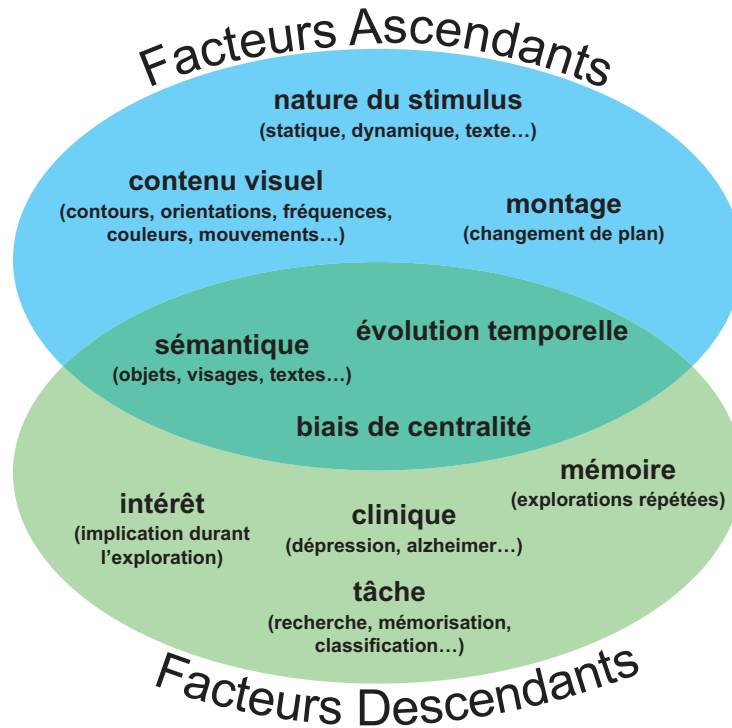 Facteurs Ascendants
nature du stimulus
(statique, dynamique, texte…)
contenu visuel
(contours, orientations, fréquences,
couleurs, mouvements…)
montage
(changement de plan)
évolution temporelle
sémantique
(objets, visages, textes…)
biais de centralité
mémoire
(explorations répétées)
intérêt
(implication durant
l'exploration)
clinique
(dépression, alzheimer…)
tâche
(recherche, mémorisation,
classification…)
Facteurs Descendants